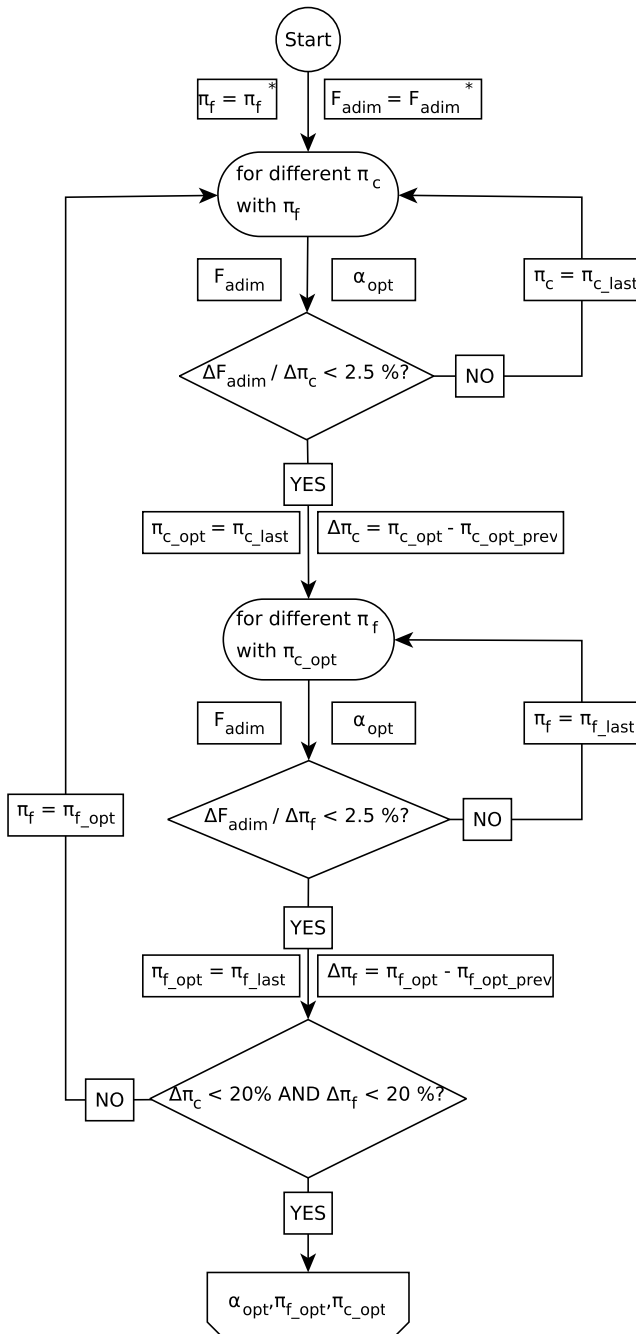 Start
π_f = π_f^*
F_adim = F_adim^*
for different π_c
with π_f
F_adim
α_opt
π_c = π_c_last
ΔF_adim / Δπ_c < 2.5 %?
NO
YES
π_c_opt = π_c_last
Δπ_c = π_c_opt - π_c_opt_prev
for different π_f
with π_c_opt
F_adim
α_opt
π_f = π_f_last
ΔF_adim / Δπ_f < 2.5 %?
NO
π_f = π_f_opt
YES
π_f_opt = π_f_last
Δπ_f = π_f_opt - π_f_opt_prev
Δπ_c < 20% AND Δπ_f < 20 %?
NO
YES
α_opt,π_f_opt,π_c_opt